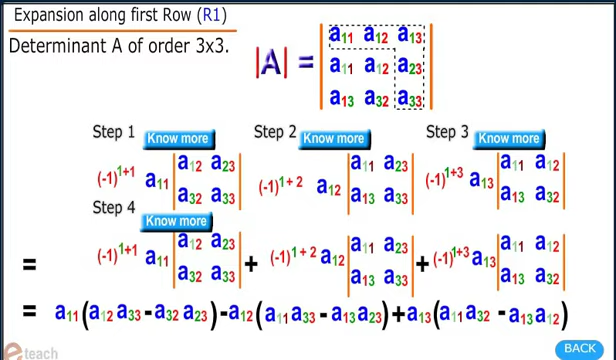 Expansion along first Row (R1)
Determinant A of order 3x3.
a11 a12 a13
|A| = a11 a12 a23
a13 a32 a33
Step 1 Know more Step 2 Know more Step 3 Know more
(-1)^1+1 a11 |a12 a23| (-1)^1+2 a12 |a11 a23| (-1)^1+3 a13 |a11 a12|
|a32 a33| |a13 a33| |a13 a32|
Step 4
Know more
= (-1)^1+1 a11 |a12 a23| + (-1)^1+2 a12 |a11 a23| + (-1)^1+3 a13 |a11 a12|
|a32 a33| |a13 a33| |a13 a32|
= a11 (a12 a33 - a32 a23) - a12 (a11 a33 - a13 a23) + a13 (a11 a32 - a13 a12)
eteach
BACK